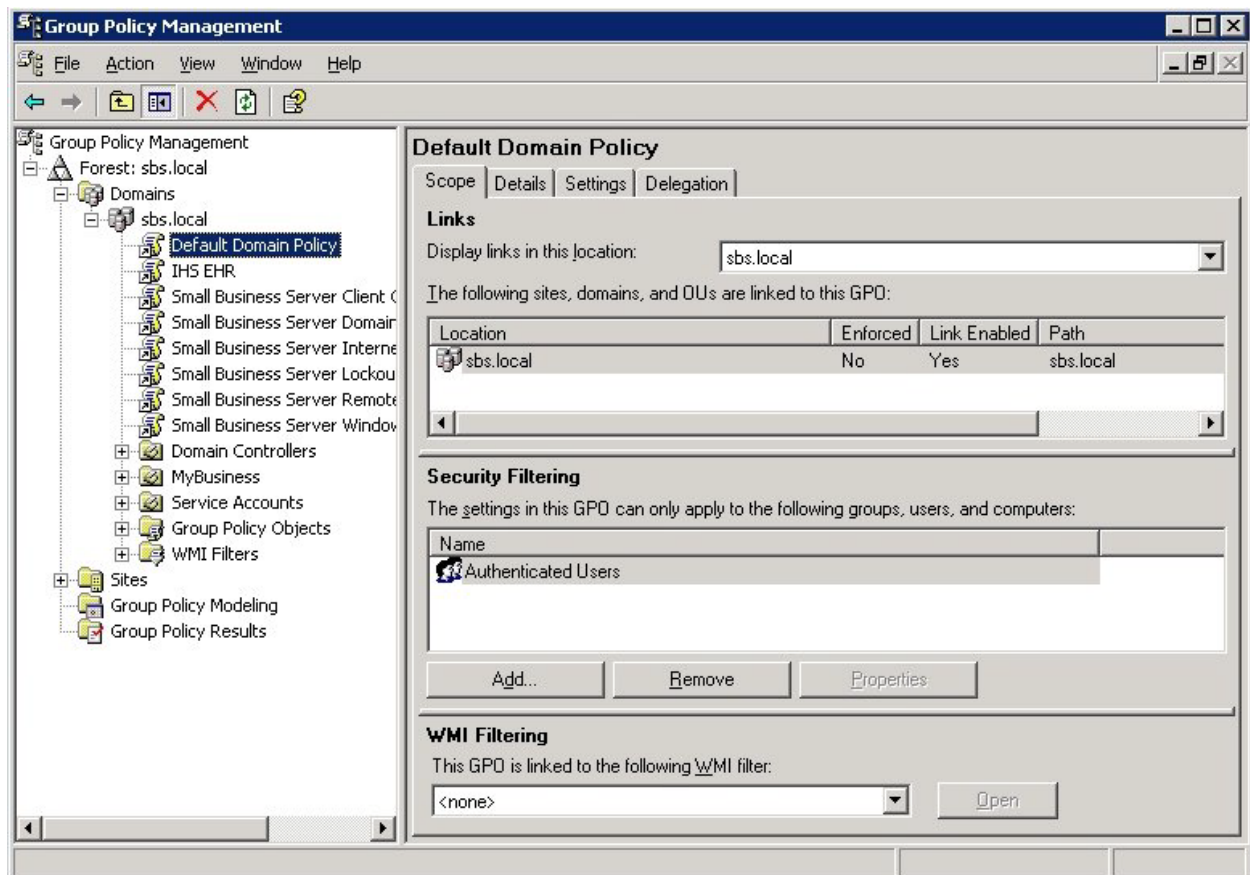 Group Policy Management
File Action View Window Help
Group Policy Management
Forest: sbs.local
Domains
sbs.local
Default Domain Policy
IHS EHR
Small Business Server Client
Small Business Server Domain
Small Business Server Interne
Small Business Server Lockou
Small Business Server Remote
Small Business Server Window
Domain Controllers
MyBusiness
Service Accounts
Group Policy Objects
WMI Filters
Sites
Group Policy Modeling
Group Policy Results
Default Domain Policy
Scope Details Settings Delegation
Links
Display links in this location: sbs.local
The following sites, domains, and OUs are linked to this GPO:
Location Enforced Link Enabled Path
sbs.local No Yes sbs.local
Security Filtering
The settings in this GPO can only apply to the following groups, users, and computers:
Name
Authenticated Users
Add... Remove Properties
WMI Filtering
This GPO is linked to the following WMI filter:
<none> Open